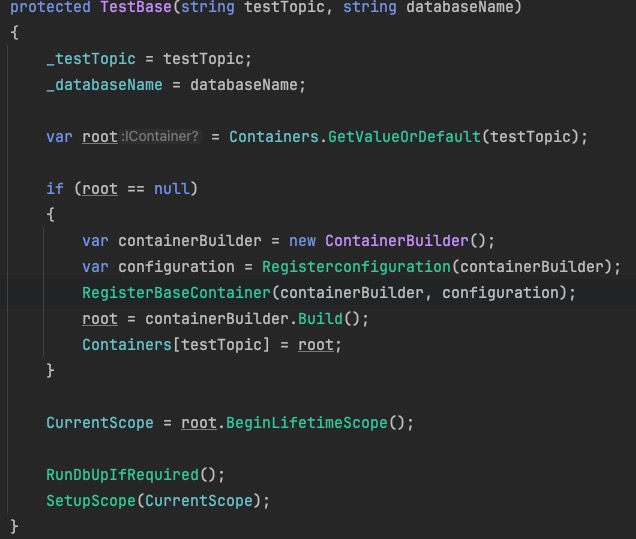 protected TestBase(string testTopic, string databaseName)
{
    _testTopic = testTopic;
    _databaseName = databaseName;

    var root :IContainer? = Containers.GetValueOrDefault(testTopic);

    if (root == null)
    {
        var containerBuilder = new ContainerBuilder();
        var configuration = Registerconfiguration(containerBuilder);
        RegisterBaseContainer(containerBuilder, configuration);
        root = containerBuilder.Build();
        Containers[testTopic] = root;
    }

    CurrentScope = root.BeginLifetimeScope();

    RunDbUpIfRequired();
    SetupScope(CurrentScope);
}